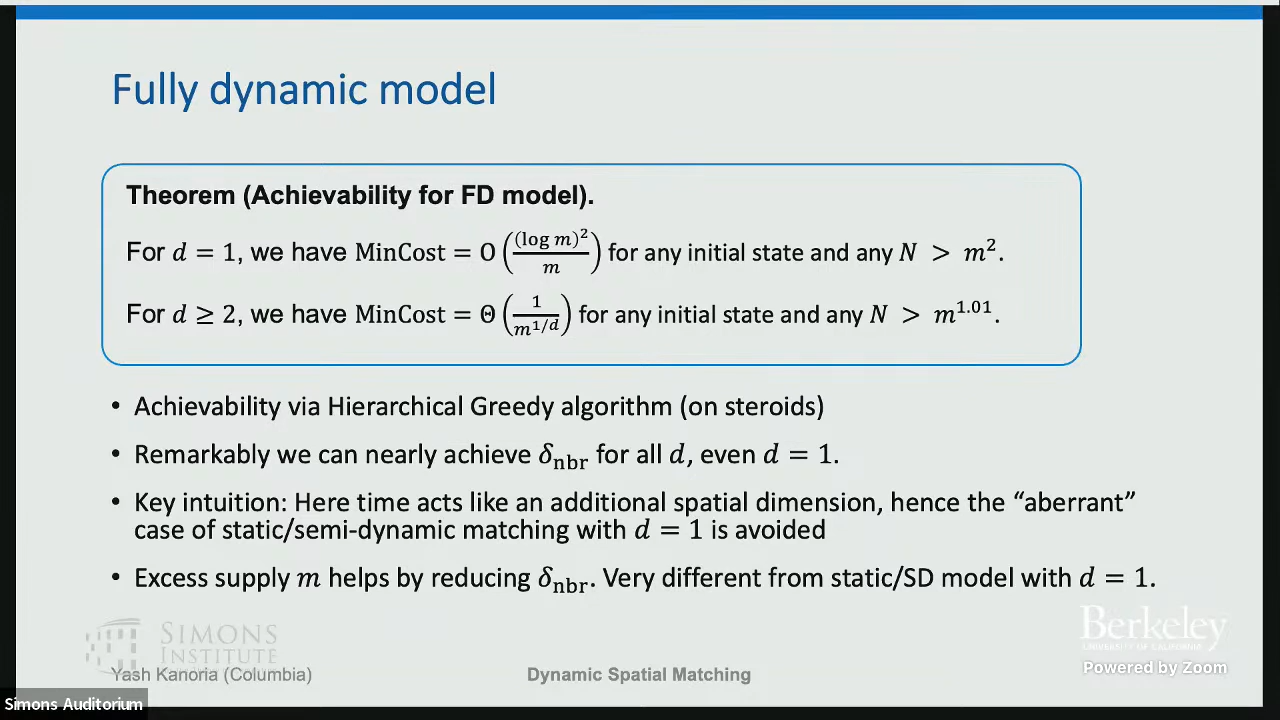 Fully dynamic model
Theorem (Achievability for FD model).
For d = 1, we have MinCost = O((log m)²/m) for any initial state and any N > m².
For d ≥ 2, we have MinCost = Θ(1/m^{1/d}) for any initial state and any N > m^{1.01}.
• Achievability via Hierarchical Greedy algorithm (on steroids)
• Remarkably we can nearly achieve δ_nbr for all d, even d = 1.
• Key intuition: Here time acts like an additional spatial dimension, hence the “aberrant”
case of static/semi-dynamic matching with d = 1 is avoided
• Excess supply m helps by reducing δ_nbr. Very different from static/SD model with d = 1.
SIMONS
INSTITUTE
Berkeley
UNIVERSITY OF CALIFORNIA
Powered by Zoom
Yash Kanoria (Columbia)
Dynamic Spatial Matching
Simons Auditorium